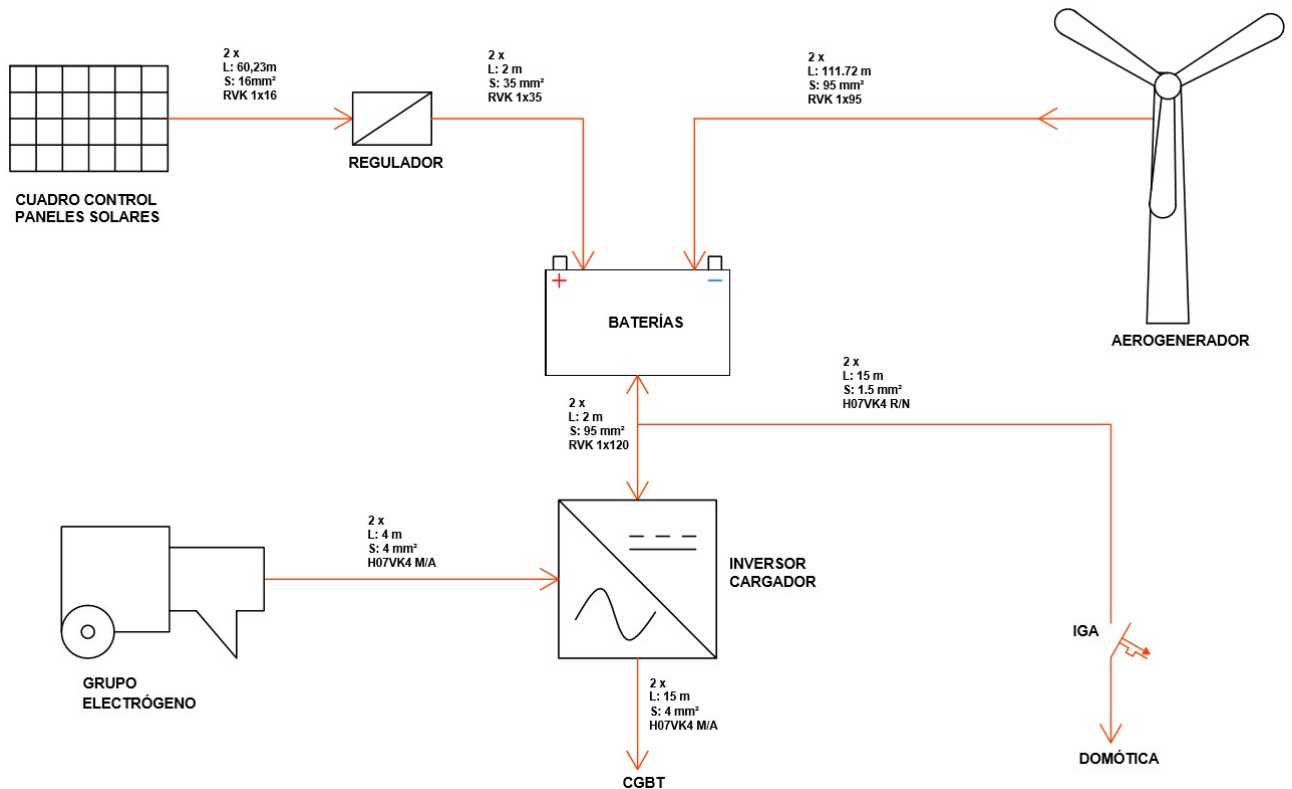 2 x
L: 60,23m
S: 16mm²
RVK 1x16
2 x
L: 2 m
S: 35 mm²
RVK 1x35
2 x
L: 111.72 m
S: 95 mm²
RVK 1x95
REGULADOR
CUADRO CONTROL
PANELES SOLARES
+
−
BATERÍAS
AEROGENERADOR
2 x
L: 2 m
S: 95 mm²
RVK 1x120
2 x
L: 15 m
S: 1.5 mm²
H07VK4 R/N
2 x
L: 4 m
S: 4 mm²
H07VK4 M/A
INVERSOR
CARGADOR
IGA
GRUPO
ELECTRÓGENO
2 x
L: 15 m
S: 4 mm²
H07VK4 M/A
DOMÓTICA
CGBT